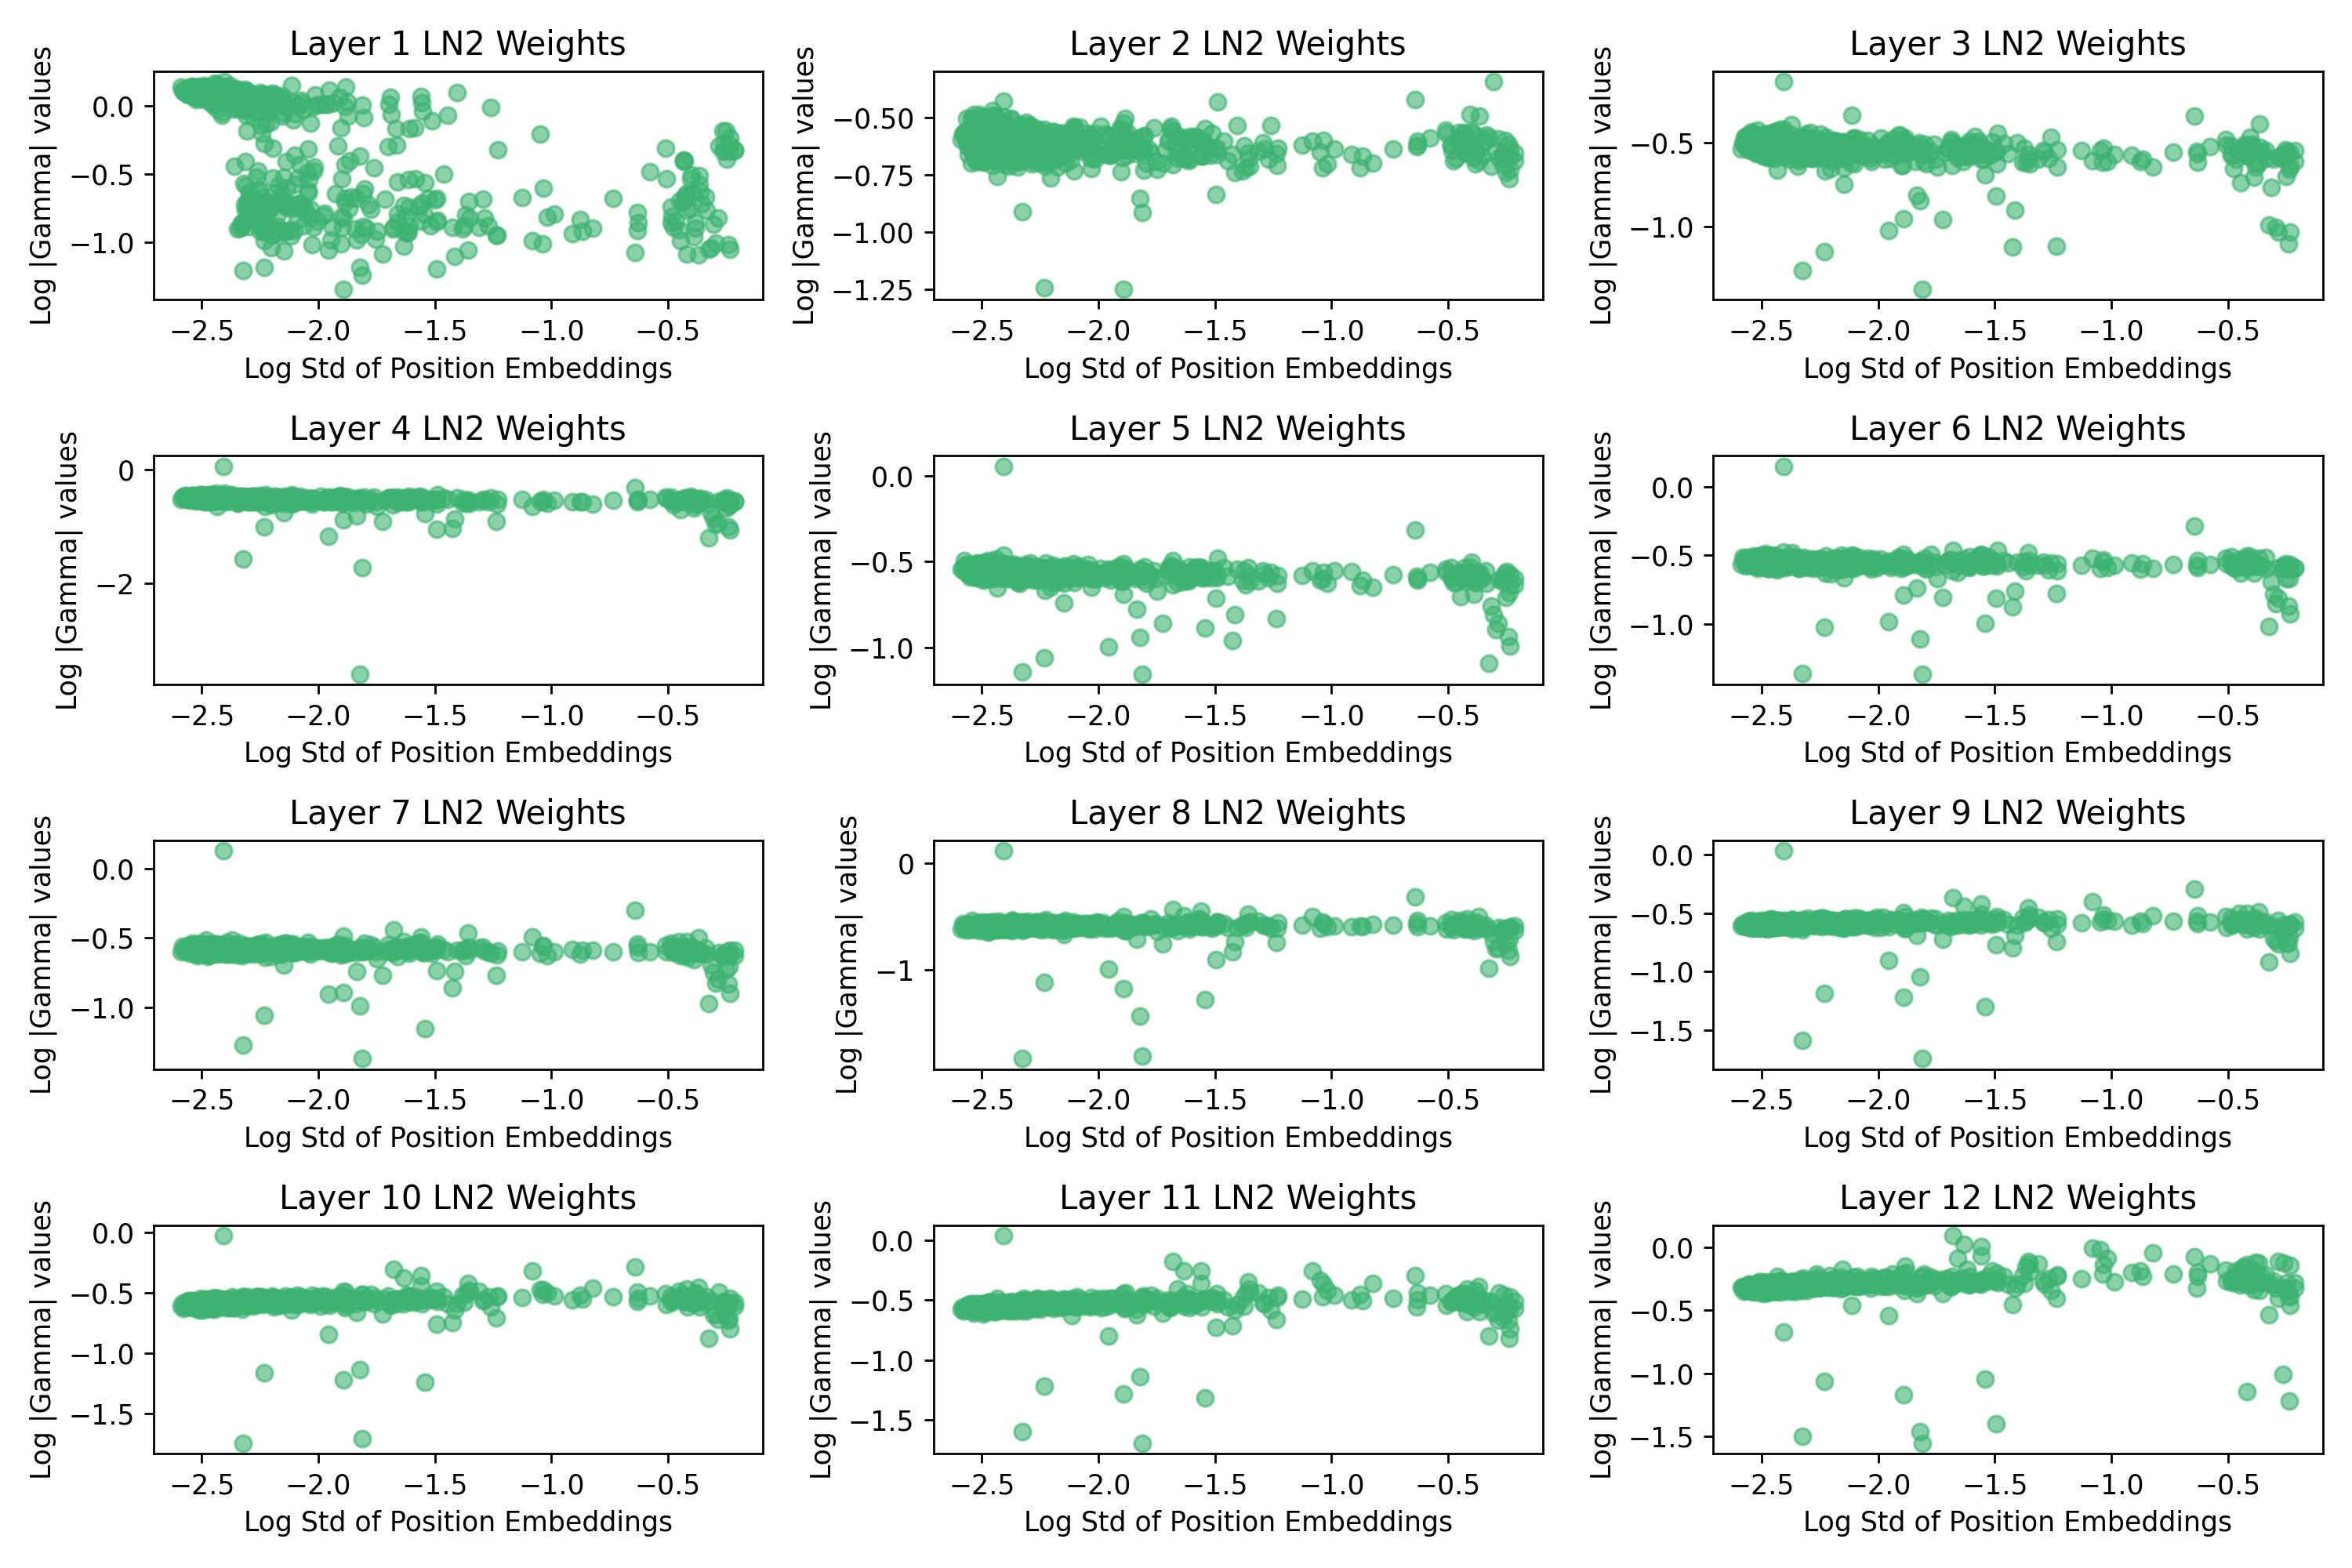 Layer 1 LN2 Weights
Log |Gamma| values
0.0
−0.5
−1.0
−2.5 −2.0 −1.5 −1.0 −0.5
Log Std of Position Embeddings
Layer 2 LN2 Weights
Log |Gamma| values
−0.50
−0.75
−1.00
−1.25
−2.5 −2.0 −1.5 −1.0 −0.5
Log Std of Position Embeddings
Layer 3 LN2 Weights
Log |Gamma| values
−0.5
−1.0
−2.5 −2.0 −1.5 −1.0 −0.5
Log Std of Position Embeddings
Layer 4 LN2 Weights
Log |Gamma| values
0
−2
−2.5 −2.0 −1.5 −1.0 −0.5
Log Std of Position Embeddings
Layer 5 LN2 Weights
Log |Gamma| values
0.0
−0.5
−1.0
−2.5 −2.0 −1.5 −1.0 −0.5
Log Std of Position Embeddings
Layer 6 LN2 Weights
Log |Gamma| values
0.0
−0.5
−1.0
−2.5 −2.0 −1.5 −1.0 −0.5
Log Std of Position Embeddings
Layer 7 LN2 Weights
Log |Gamma| values
0.0
−0.5
−1.0
−2.5 −2.0 −1.5 −1.0 −0.5
Log Std of Position Embeddings
Layer 8 LN2 Weights
Log |Gamma| values
0
−1
−2.5 −2.0 −1.5 −1.0 −0.5
Log Std of Position Embeddings
Layer 9 LN2 Weights
Log |Gamma| values
0.0
−0.5
−1.0
−1.5
−2.5 −2.0 −1.5 −1.0 −0.5
Log Std of Position Embeddings
Layer 10 LN2 Weights
Log |Gamma| values
0.0
−0.5
−1.0
−1.5
−2.5 −2.0 −1.5 −1.0 −0.5
Log Std of Position Embeddings
Layer 11 LN2 Weights
Log |Gamma| values
0.0
−0.5
−1.0
−1.5
−2.5 −2.0 −1.5 −1.0 −0.5
Log Std of Position Embeddings
Layer 12 LN2 Weights
Log |Gamma| values
0.0
−0.5
−1.0
−1.5
−2.5 −2.0 −1.5 −1.0 −0.5
Log Std of Position Embeddings